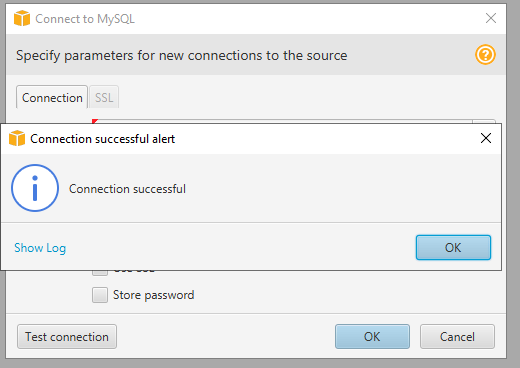 Connect to MySQL
Specify parameters for new connections to the source
?
Connection SSL
Connection successful alert
Connection successful
Show Log OK
Store password
Test connection OK Cancel